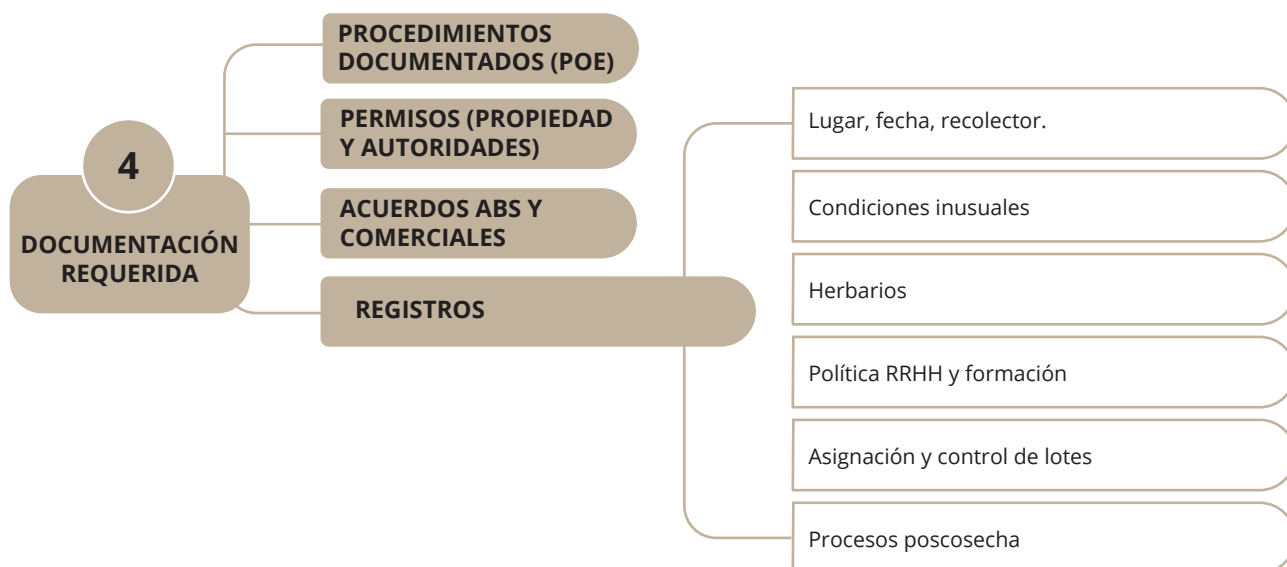 4
DOCUMENTACIÓN
REQUERIDA
PROCEDIMIENTOS
DOCUMENTADOS (POE)
PERMISOS (PROPIEDAD
Y AUTORIDADES)
ACUERDOS ABS Y
COMERCIALES
REGISTROS
Lugar, fecha, recolector.
Condiciones inusuales
Herbarios
Política RRHH y formación
Asignación y control de lotes
Procesos poscosecha